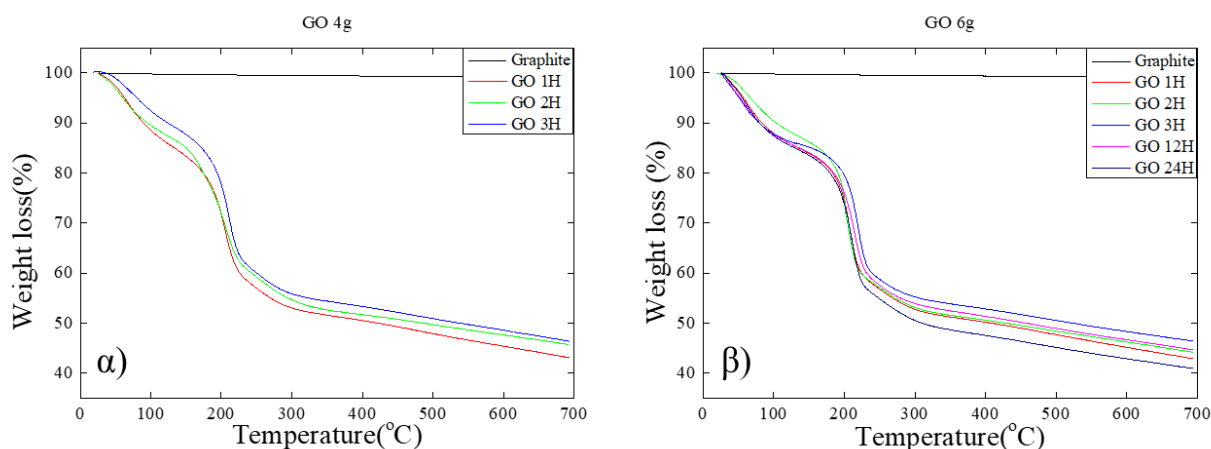 GO 4g
100
90
80
70
60
50
40
0 100 200 300 400 500 600 700
Weight loss(%)
Temperature(°C)
Graphite
GO 1H
GO 2H
GO 3H
α)
GO 6g
100
90
80
70
60
50
40
0 100 200 300 400 500 600 700
Weight loss (%)
Temperature(°C)
Graphite
GO 1H
GO 2H
GO 3H
GO 12H
GO 24H
β)